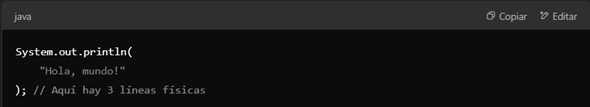 java Copiar Editar
System.out.println(
    "Hola, mundo!"
); // Aquí hay 3 líneas físicas